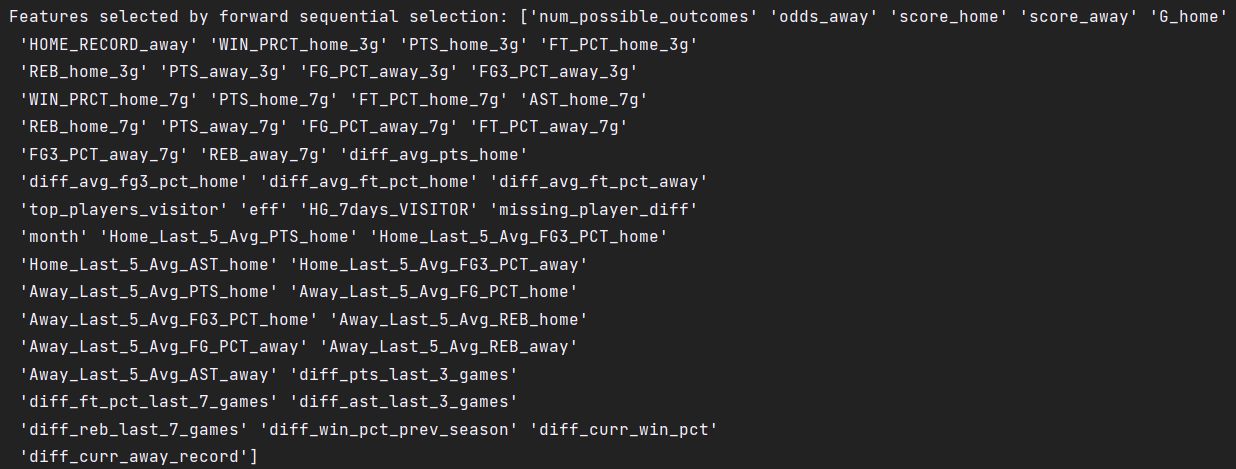 Features selected by forward sequential selection: ['num_possible_outcomes' 'odds_away' 'score_home' 'score_away' 'G_home'
'HOME_RECORD_away' 'WIN_PRCT_home_3g' 'PTS_home_3g' 'FT_PCT_home_3g'
'REB_home_3g' 'PTS_away_3g' 'FG_PCT_away_3g' 'FG3_PCT_away_3g'
'WIN_PRCT_home_7g' 'PTS_home_7g' 'FT_PCT_home_7g' 'AST_home_7g'
'REB_home_7g' 'PTS_away_7g' 'FG_PCT_away_7g' 'FT_PCT_away_7g'
'FG3_PCT_away_7g' 'REB_away_7g' 'diff_avg_pts_home'
'diff_avg_fg3_pct_home' 'diff_avg_ft_pct_home' 'diff_avg_ft_pct_away'
'top_players_visitor' 'eff' 'HG_7days_VISITOR' 'missing_player_diff'
'month' 'Home_Last_5_Avg_PTS_home' 'Home_Last_5_Avg_FG3_PCT_home'
'Home_Last_5_Avg_AST_home' 'Home_Last_5_Avg_FG3_PCT_away'
'Away_Last_5_Avg_PTS_home' 'Away_Last_5_Avg_FG_PCT_home'
'Away_Last_5_Avg_FG3_PCT_home' 'Away_Last_5_Avg_REB_home'
'Away_Last_5_Avg_FG_PCT_away' 'Away_Last_5_Avg_REB_away'
'Away_Last_5_Avg_AST_away' 'diff_pts_last_3_games'
'diff_ft_pct_last_7_games' 'diff_ast_last_3_games'
'diff_reb_last_7_games' 'diff_win_pct_prev_season' 'diff_curr_win_pct'
'diff_curr_away_record']